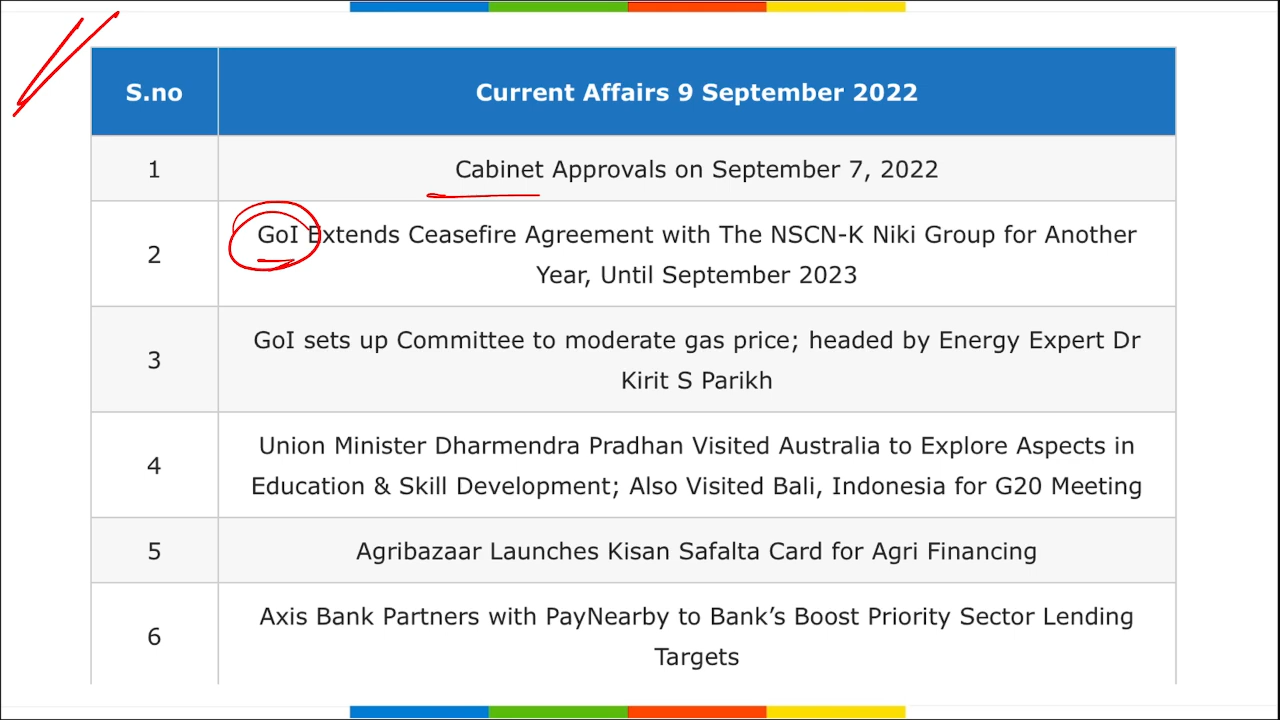 S.no
Current Affairs 9 September 2022
1
Cabinet Approvals on September 7, 2022
2
GoI Extends Ceasefire Agreement with The NSCN-K Niki Group for Another
Year, Until September 2023
3
GoI sets up Committee to moderate gas price; headed by Energy Expert Dr
Kirit S Parikh
4
Union Minister Dharmendra Pradhan Visited Australia to Explore Aspects in
Education & Skill Development; Also Visited Bali, Indonesia for G20 Meeting
5
Agribazaar Launches Kisan Safalta Card for Agri Financing
6
Axis Bank Partners with PayNearby to Bank’s Boost Priority Sector Lending
Targets